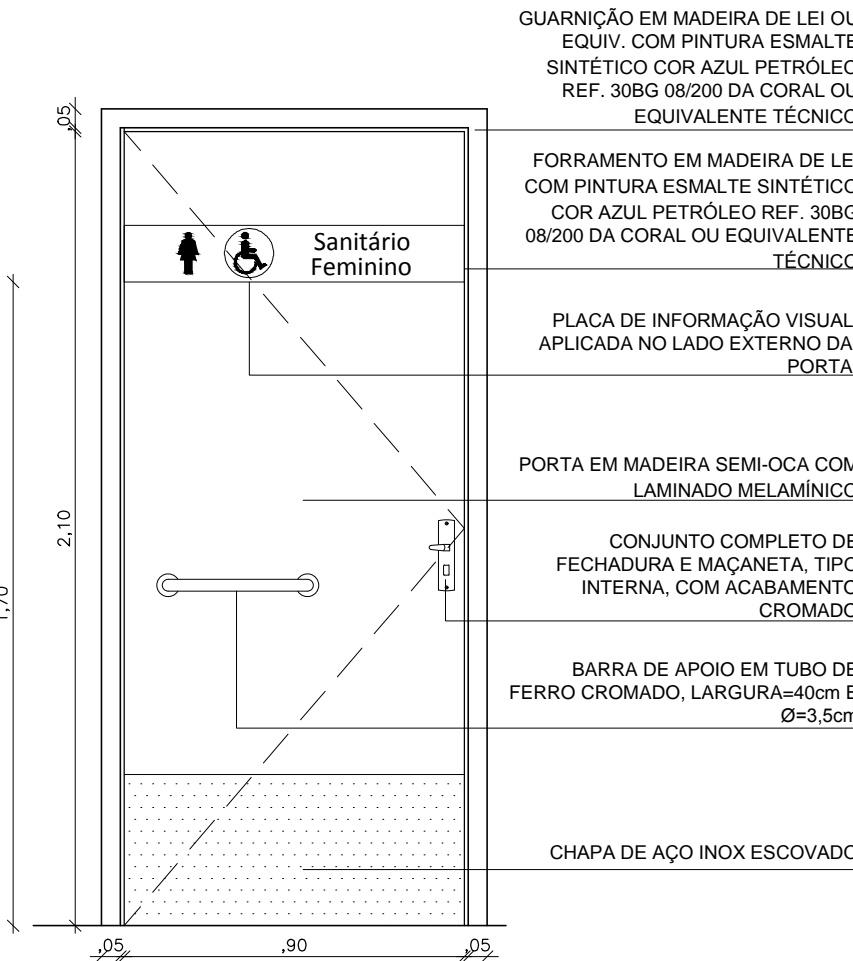 GUARNIÇÃO EM MADEIRA DE LEI OU
EQUIV. COM PINTURA ESMALTE
SINTÉTICO COR AZUL PETRÓLEO
REF. 30BG 08/200 DA CORAL OU
EQUIVALENTE TÉCNICO
FORRAMENTO EM MADEIRA DE LEI
COM PINTURA ESMALTE SINTÉTICO
COR AZUL PETRÓLEO REF. 30BG
08/200 DA CORAL OU EQUIVALENTE
TÉCNICO
Sanitário
Feminino
PLACA DE INFORMAÇÃO VISUAL,
APLICADA NO LADO EXTERNO DA
PORTA
PORTA EM MADEIRA SEMI-OCA COM
LAMINADO MELAMÍNICO
CONJUNTO COMPLETO DE
FECHADURA E MAÇANETA, TIPO
INTERNA, COM ACABAMENTO
CROMADO
BARRA DE APOIO EM TUBO DE
FERRO CROMADO, LARGURA=40cm E
Ø=3,5cm
CHAPA DE AÇO INOX ESCOVADO
,05
2,10
1,70
,05
,90
,05